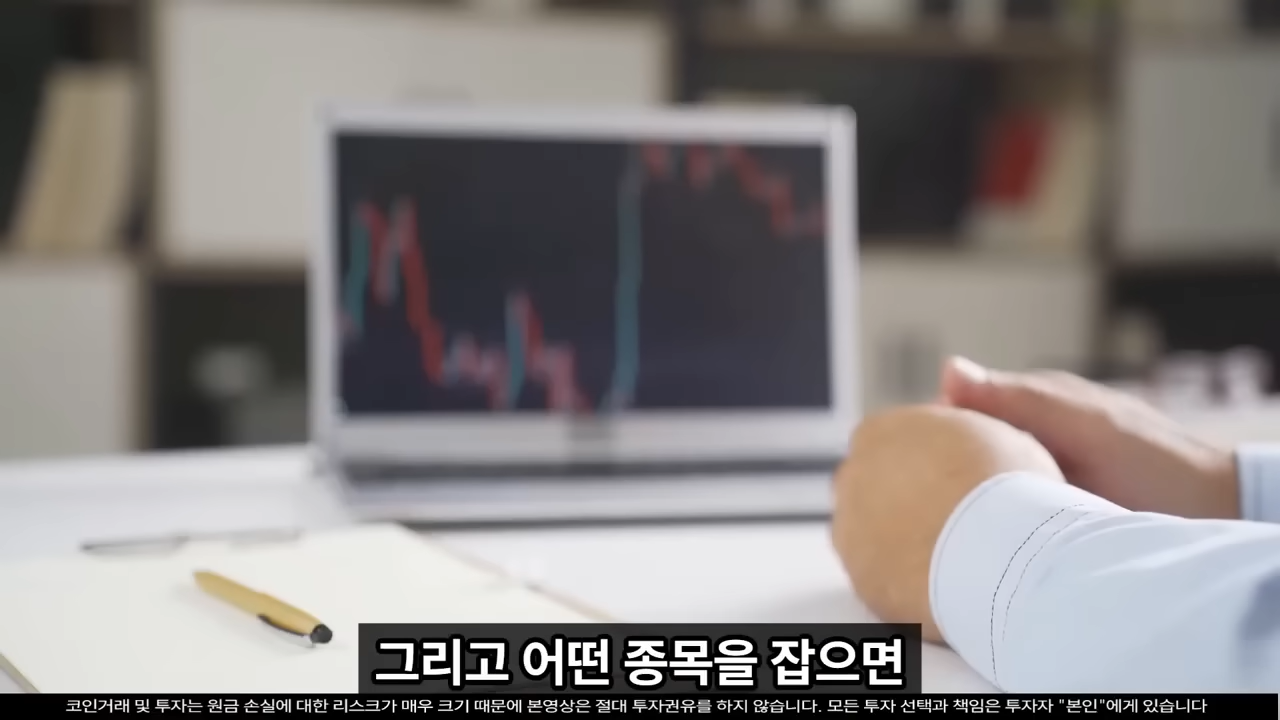 그리고 어떤 종목을 잡으면
코인거래 및 투자는 원금 손실에 대한 리스크가 매우 크기 때문에 본영상은 절대 투자권유를 하지 않습니다. 모든 투자 선택과 책임은 투자자 "본인"에게 있습니다